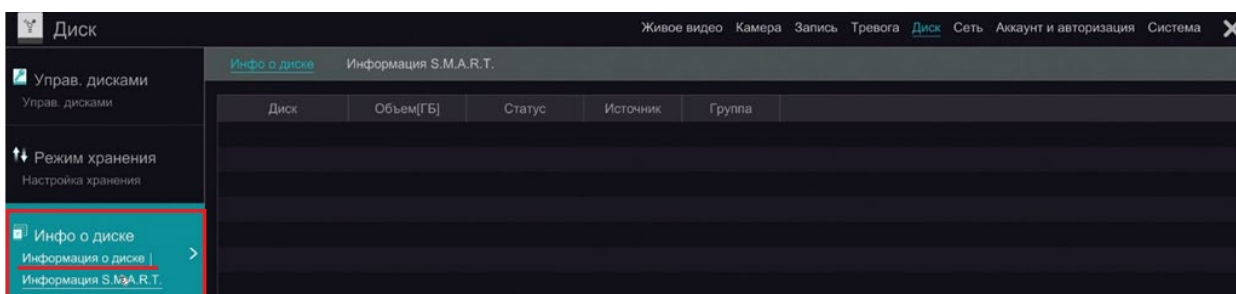 Диск
Живое видео Камера Запись Тревога Диск Сеть Аккаунт и авторизация Система
Управ. дисками
Управ. дисками
Режим хранения
Настройка хранения
Инфо о диске
Информация о диске |
Информация S.M.A.R.T.
Инфо о диске Информация S.M.A.R.T.
Диск Объем[ГБ] Статус Источник Группа